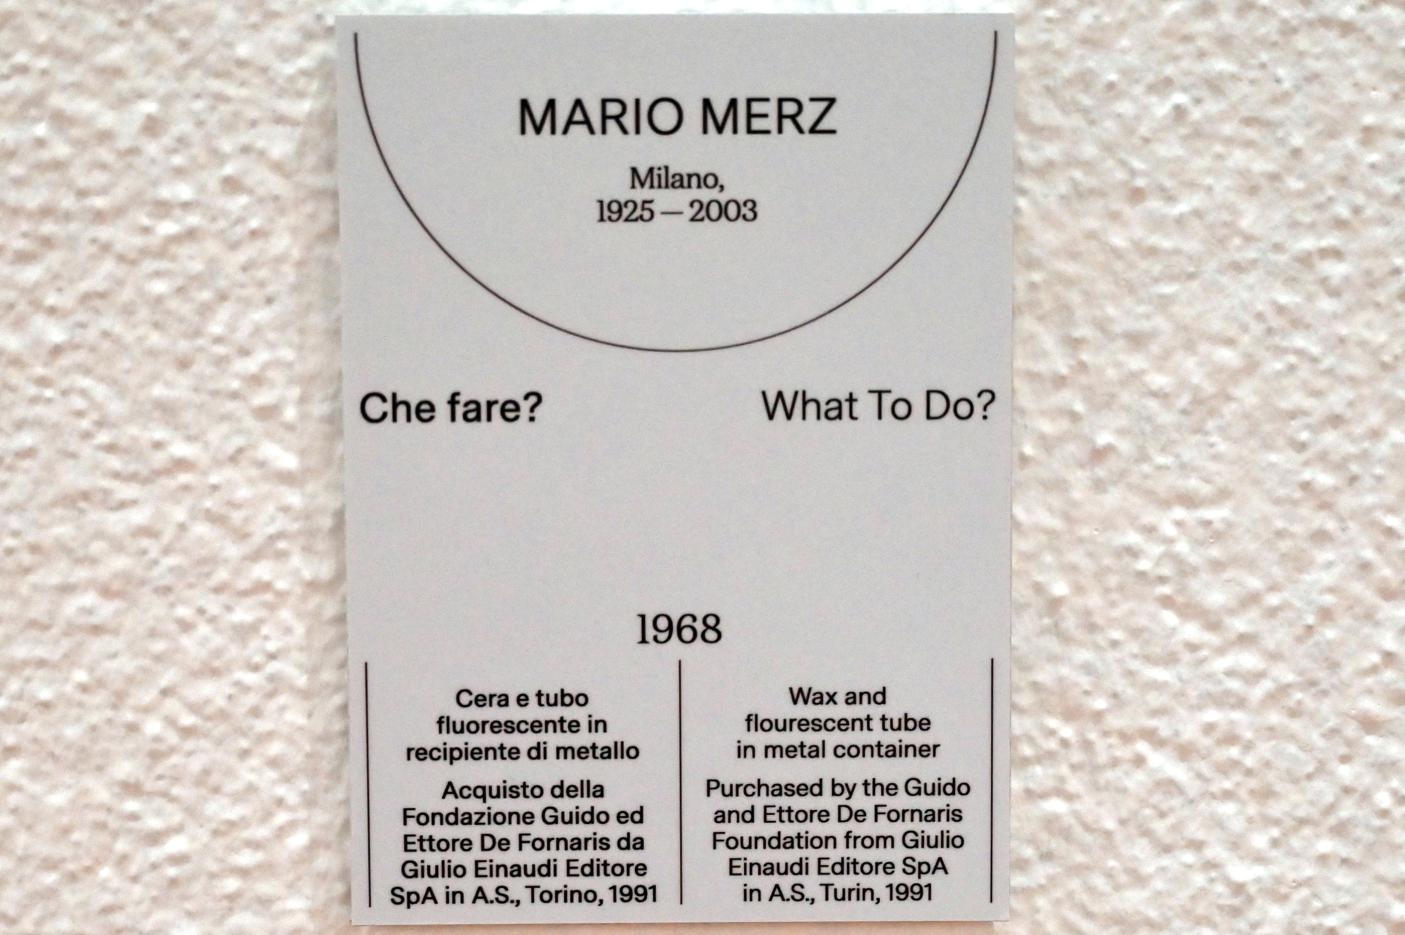 MARIO MERZ
Milano,
1925 — 2003
Che fare?
What To Do?
1968
Cera e tubo
fluorescente in
recipiente di metallo
Acquisto della
Fondazione Guido ed
Ettore De Fornaris da
Giulio Einaudi Editore
SpA in A.S., Torino, 1991
Wax and
flourescent tube
in metal container
Purchased by the Guido
and Ettore De Fornaris
Foundation from Giulio
Einaudi Editore SpA
in A.S., Turin, 1991